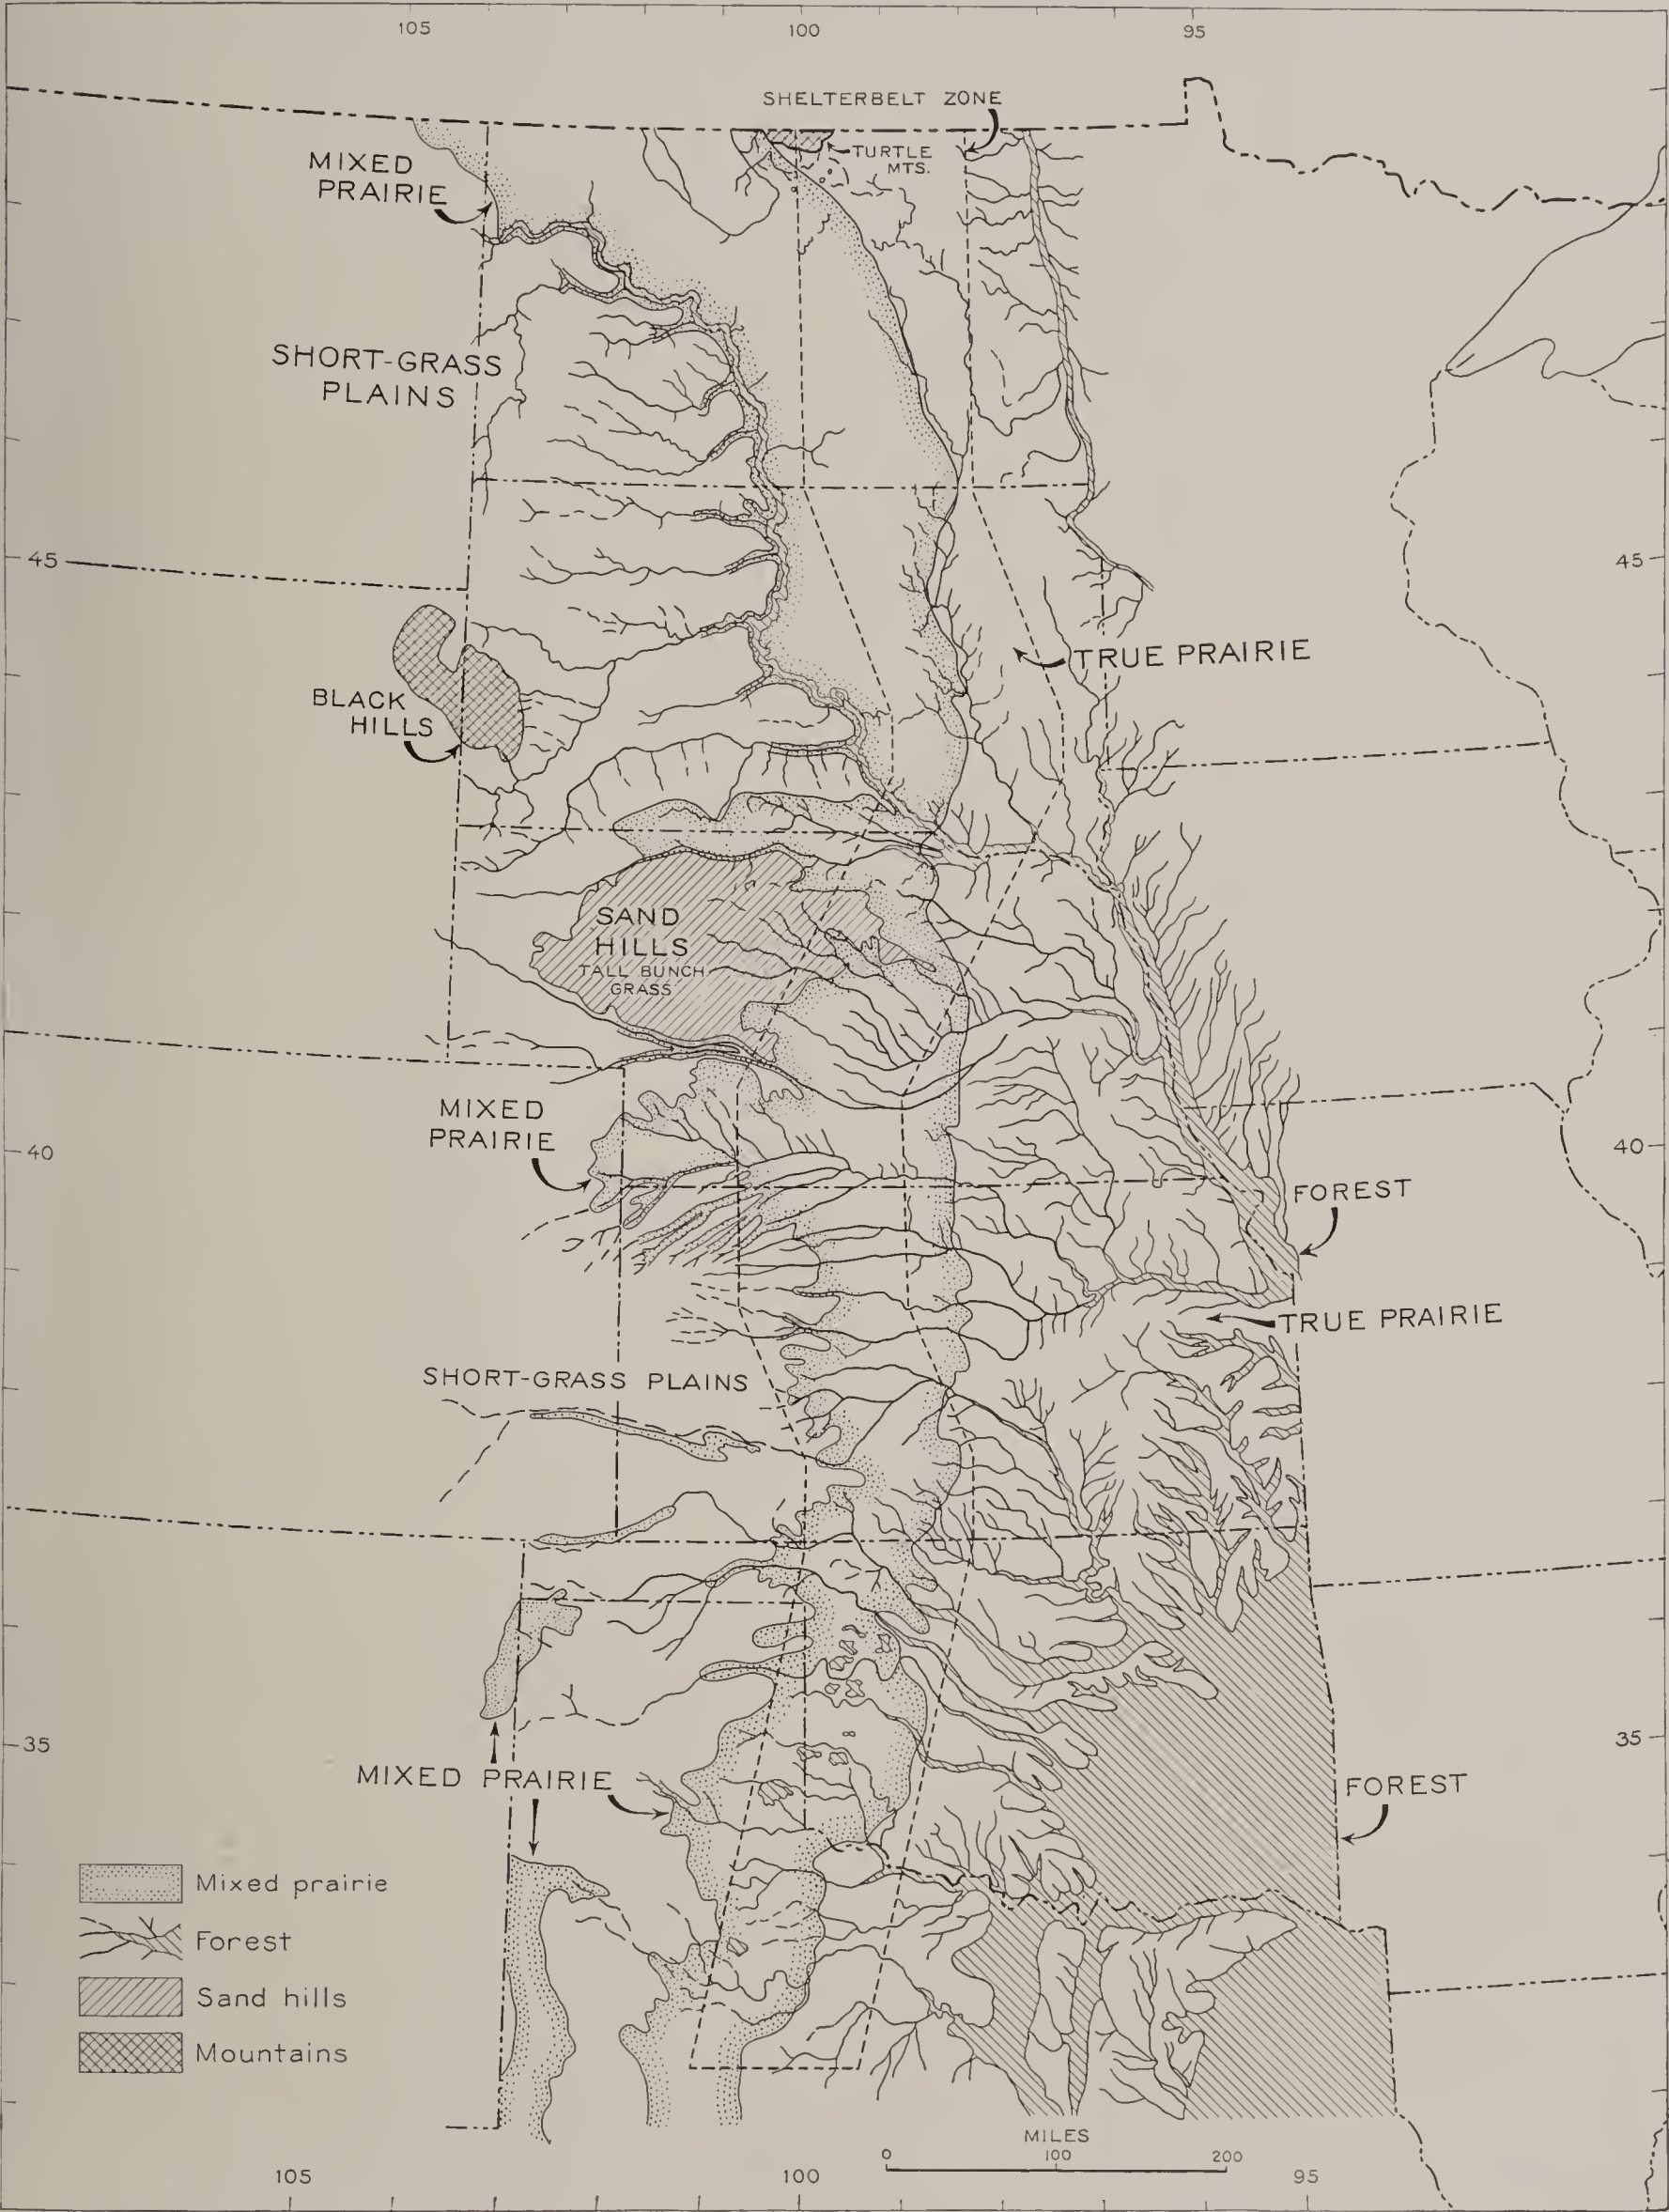 105 100 95
SHELTERBELT ZONE
TURTLE
MTS.
MIXED
PRAIRIE
SHORT-GRASS
PLAINS
45 45
TRUE PRAIRIE
BLACK
HILLS
SAND
HILLS
TALL BUNCH
GRASS
MIXED
PRAIRIE
40 40
FOREST
TRUE PRAIRIE
SHORT-GRASS PLAINS
35 35
MIXED PRAIRIE
FOREST
Mixed prairie
Forest
Sand hills
Mountains
MILES
0 100 200
105 100 95